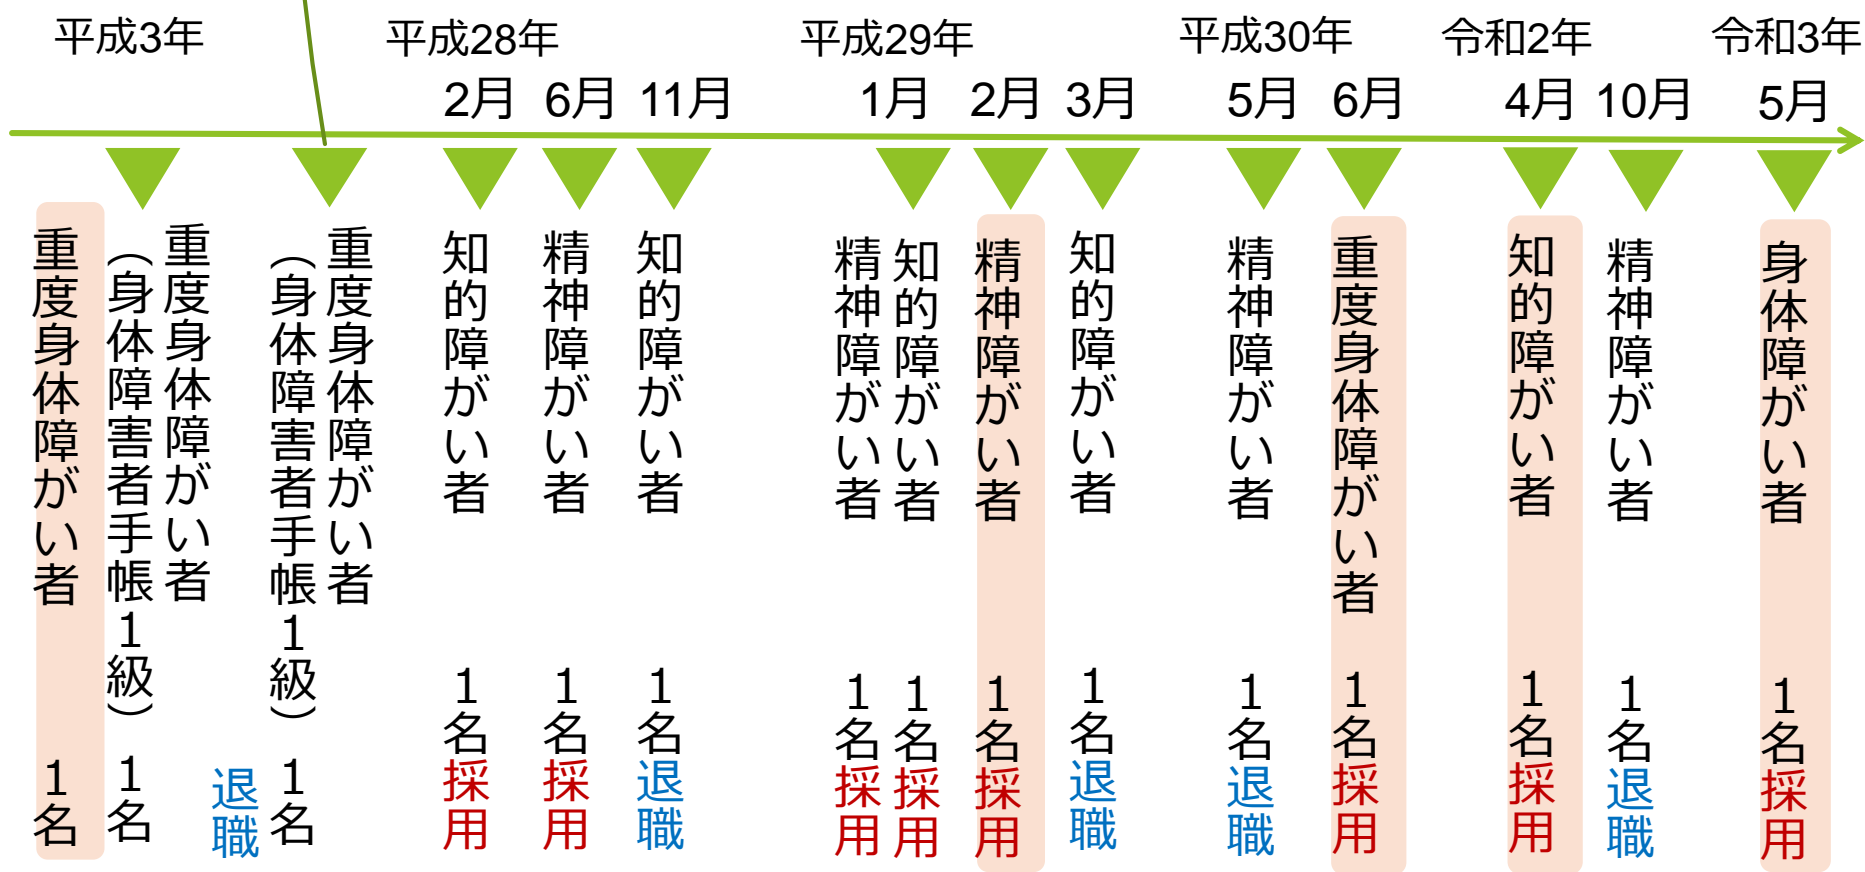 平成3年
平成28年
平成29年
平成30年
令和2年
令和3年
2月
6月
11月
1月
2月
3月
5月
6月
4月
10月
5月
重度身体障がい者 1名
重度身体障がい者
（身体障害者手帳1級）1名
重度身体障がい者
（身体障害者手帳1級）1名
退職
知的障がい者 1名採用
精神障がい者 1名採用
知的障がい者 1名退職
精神障がい者 1名採用
知的障がい者 1名採用
精神障がい者 1名採用
知的障がい者 1名退職
精神障がい者 1名退職
重度身体障がい者 1名採用
知的障がい者 1名採用
精神障がい者 1名退職
身体障がい者 1名採用